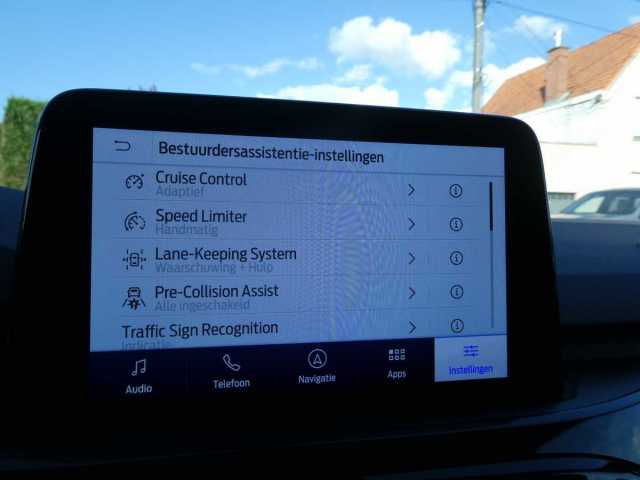 Bestuurdersassistentie-instellingen
Cruise Control
Adaptief
Speed Limiter
Handmatig
Lane-Keeping System
Waarschuwing + Hulp
Pre-Collision Assist
Alle ingeschakeld
Traffic Sign Recognition
Indicatie
Audio
Telefoon
Navigatie
Apps
Instellingen